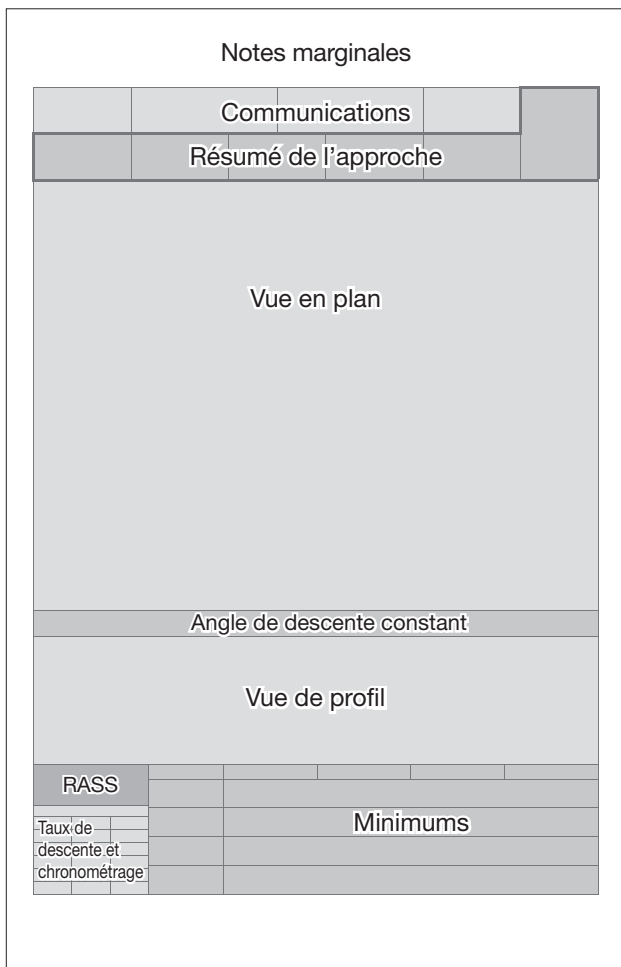 Notes marginales
Communications
Résumé de l'approche
Vue en plan
Angle de descente constant
Vue de profil
RASS
Minimums
Taux de
descente et
chronométrage